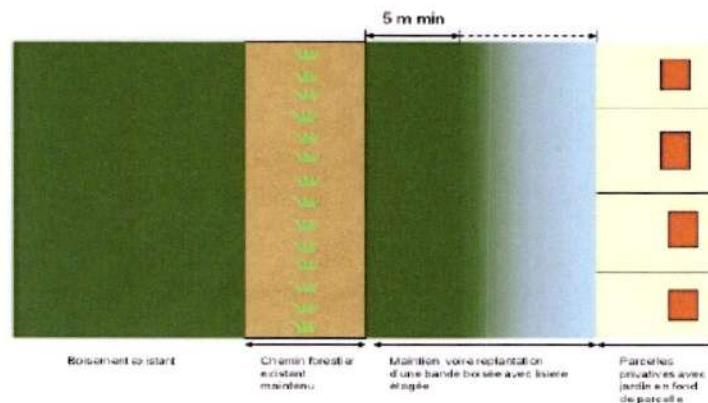 5 m min
Boisement existant
Chemin forestier
existant
maintenu
Maintien, voire replantation
d'une bande boisée avec lisière
étagée
Parcelles
privatives avec
jardin en fond
de parcelle